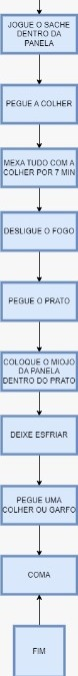 JOGUE O SACHE
DENTRO DA
PANELA
PEGUE A COLHER
MEXA TUDO COM A
COLHER POR 7 MIN
DESLIGUE O FOGO
PEGUE O PRATO
COLOQUE O MIOJO
DA PANELA
DENTRO DO PRATO
DEIXE ESFRIAR
PEGUE UMA
COLHER OU GARFO
COMA
FIM